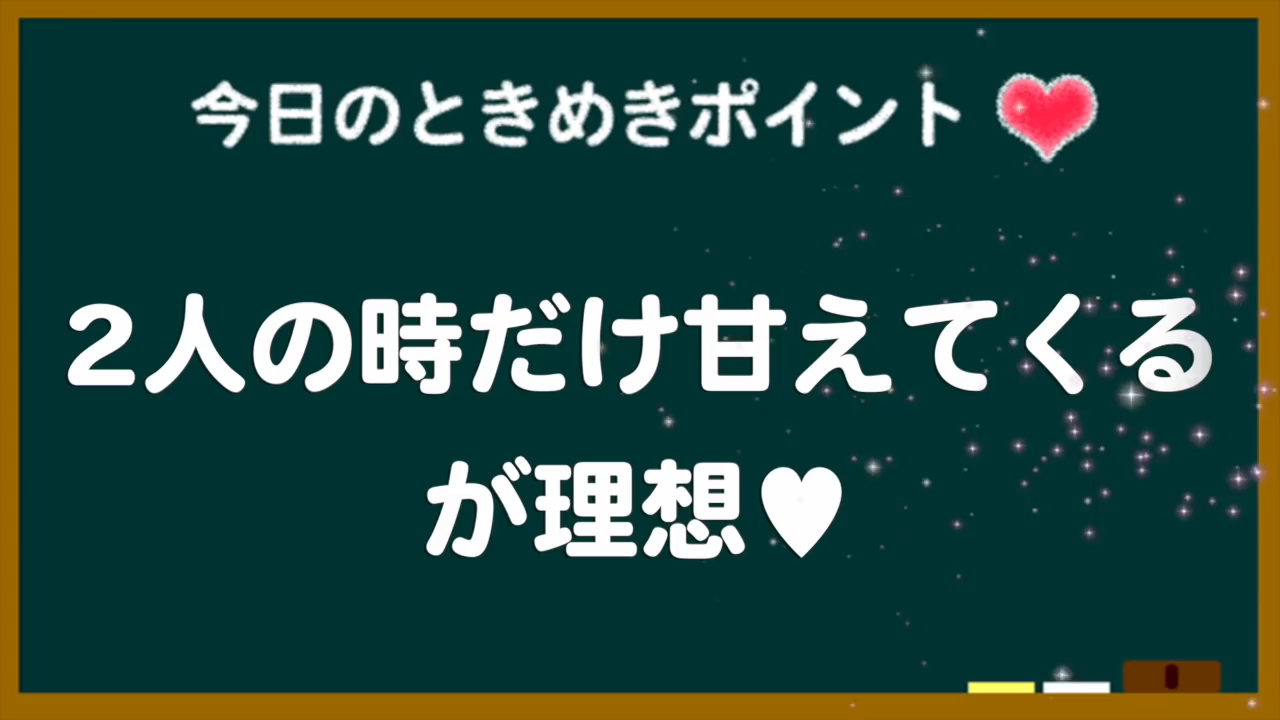 今日のときめきポイント
2人の時だけ甘えてくる
が理想♥